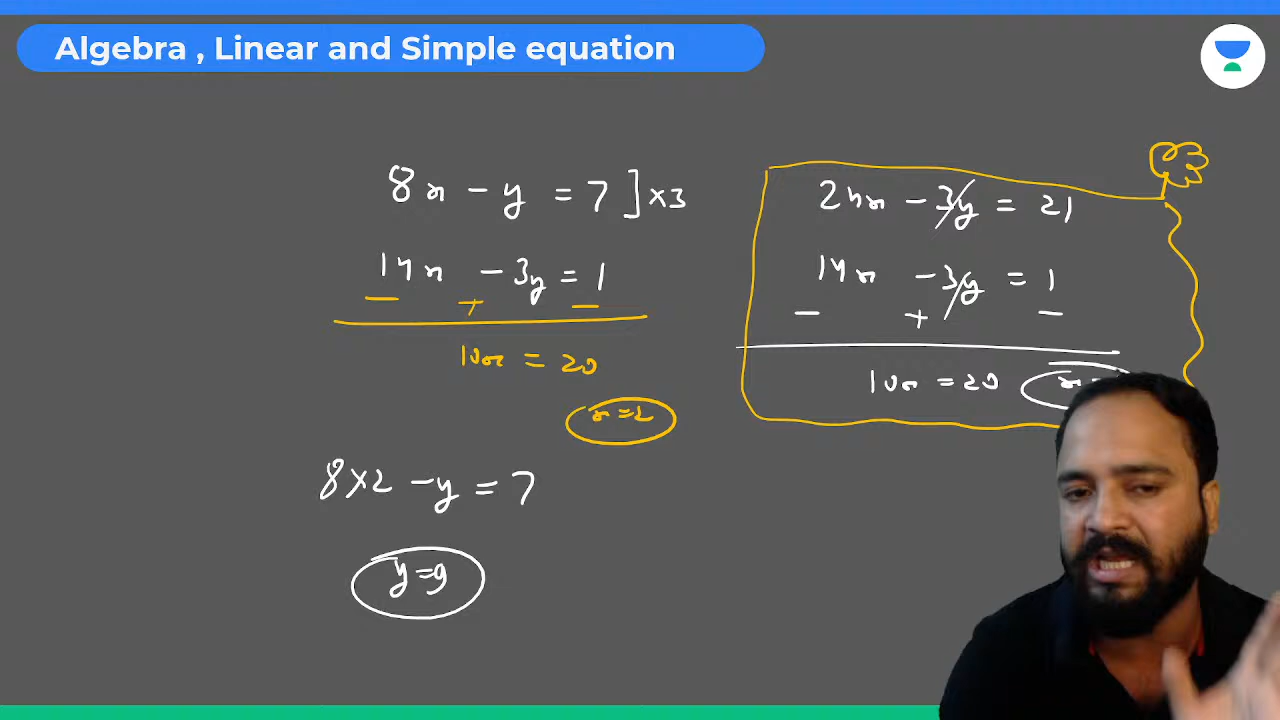 Algebra , Linear and Simple equation
8x - y = 7 ] ×3
14x - 3y = 1
- + -
10x = 20
x = 2
8×2 - y = 7
y = 9
24x - 3y = 21
14x - 3y = 1
- + -
10x = 20
x =